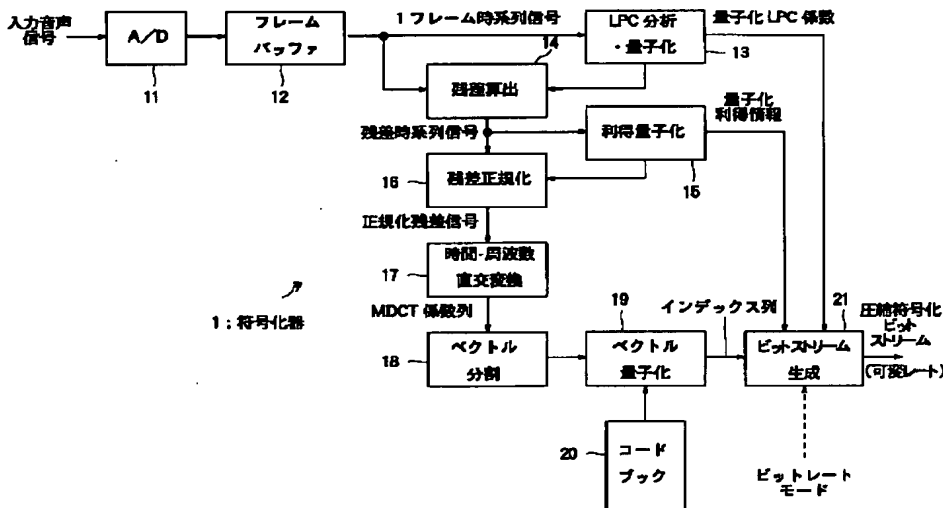 入力音声
信号
A/D
11
フレーム
バッファ
12
1フレーム時系列信号
LPC分析
・量子化
13
量子化LPC係数
14
残差算出
残差時系列信号
利得量子化
15
量子化
利得情報
16
残差正規化
正規化残差信号
17
時間-周波数
直交変換
MDCT係数列
1;符号化器
18
ベクトル
分割
19
ベクトル
量子化
インデックス列
21
ビットストリーム
生成
圧縮符号化
ビット
ストリーム
(可変レート)
20
コード
ブック
ビットレート
モード